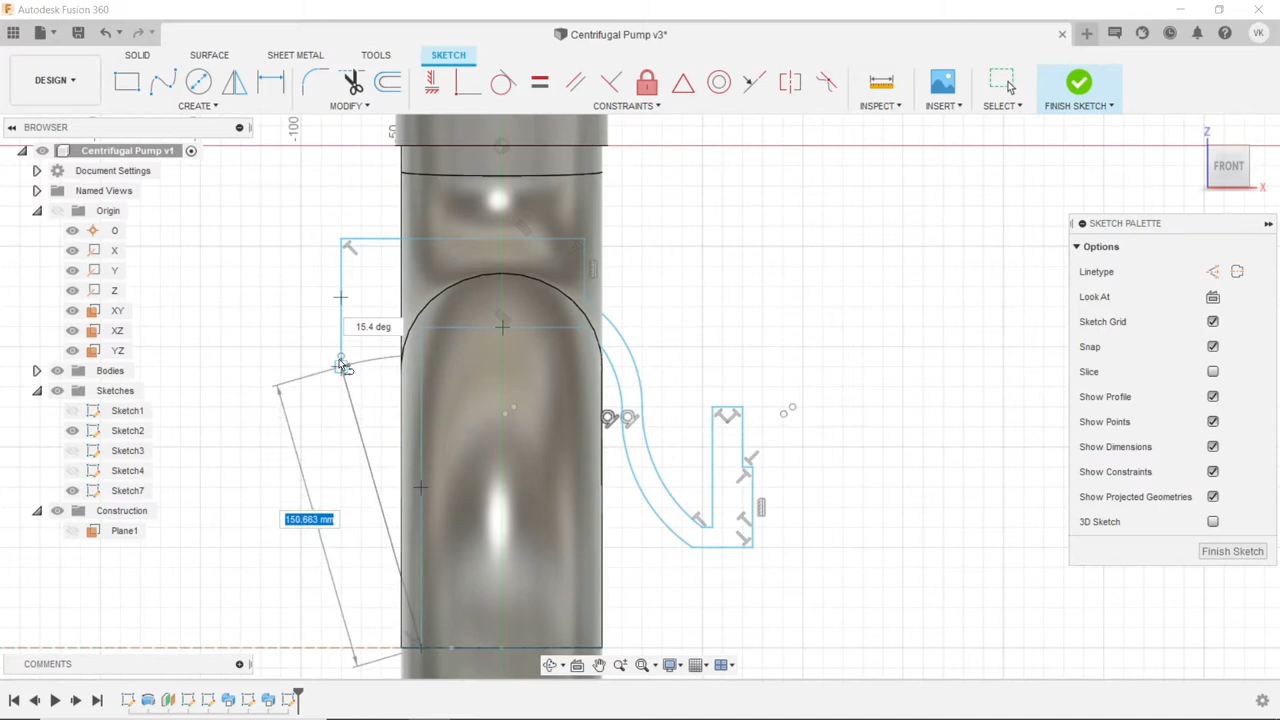 Autodesk Fusion 360
Centrifugal Pump v3*
VK
DESIGN
SOLID
SURFACE
SHEET METAL
TOOLS
SKETCH
CREATE
MODIFY
CONSTRAINTS
INSPECT
INSERT
SELECT
FINISH SKETCH
BROWSER
Centrifugal Pump v1
Document Settings
Named Views
Origin
O
X
Y
Z
XY
XZ
YZ
Bodies
Sketches
Sketch1
Sketch2
Sketch3
Sketch4
Sketch7
Construction
Plane1
-100
50
15.4 deg
150.663 mm
Z
FRONT
X
SKETCH PALETTE
Options
Linetype
Look At
Sketch Grid
Snap
Slice
Show Profile
Show Points
Show Dimensions
Show Constraints
Show Projected Geometries
3D Sketch
Finish Sketch
COMMENTS